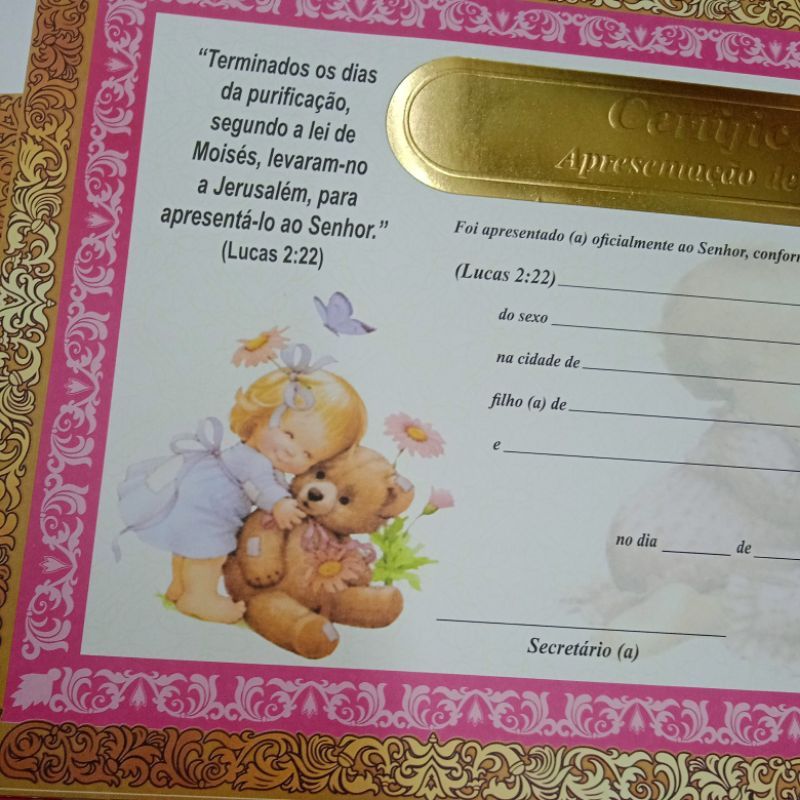 “Terminados os dias
da purificação,
segundo a lei de
Moisés, levaram-no
a Jerusalém, para
apresentá-lo ao Senhor.”
(Lucas 2:22)
Certific
Apresentação de
Foi apresentado (a) oficialmente ao Senhor, conform
(Lucas 2:22)
do sexo
na cidade de
filho (a) de
e
no dia de
Secretário (a)